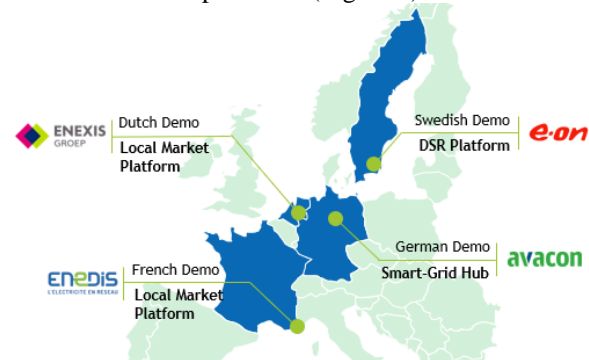 Dutch Demo
Local Market
Platform
ENEXIS
GROEP
Swedish Demo
DSR Platform
e·on
German Demo
Smart-Grid Hub
avacon
French Demo
Local Market
Platform
ENEDIS
L'ELECTRICITE EN RESEAU